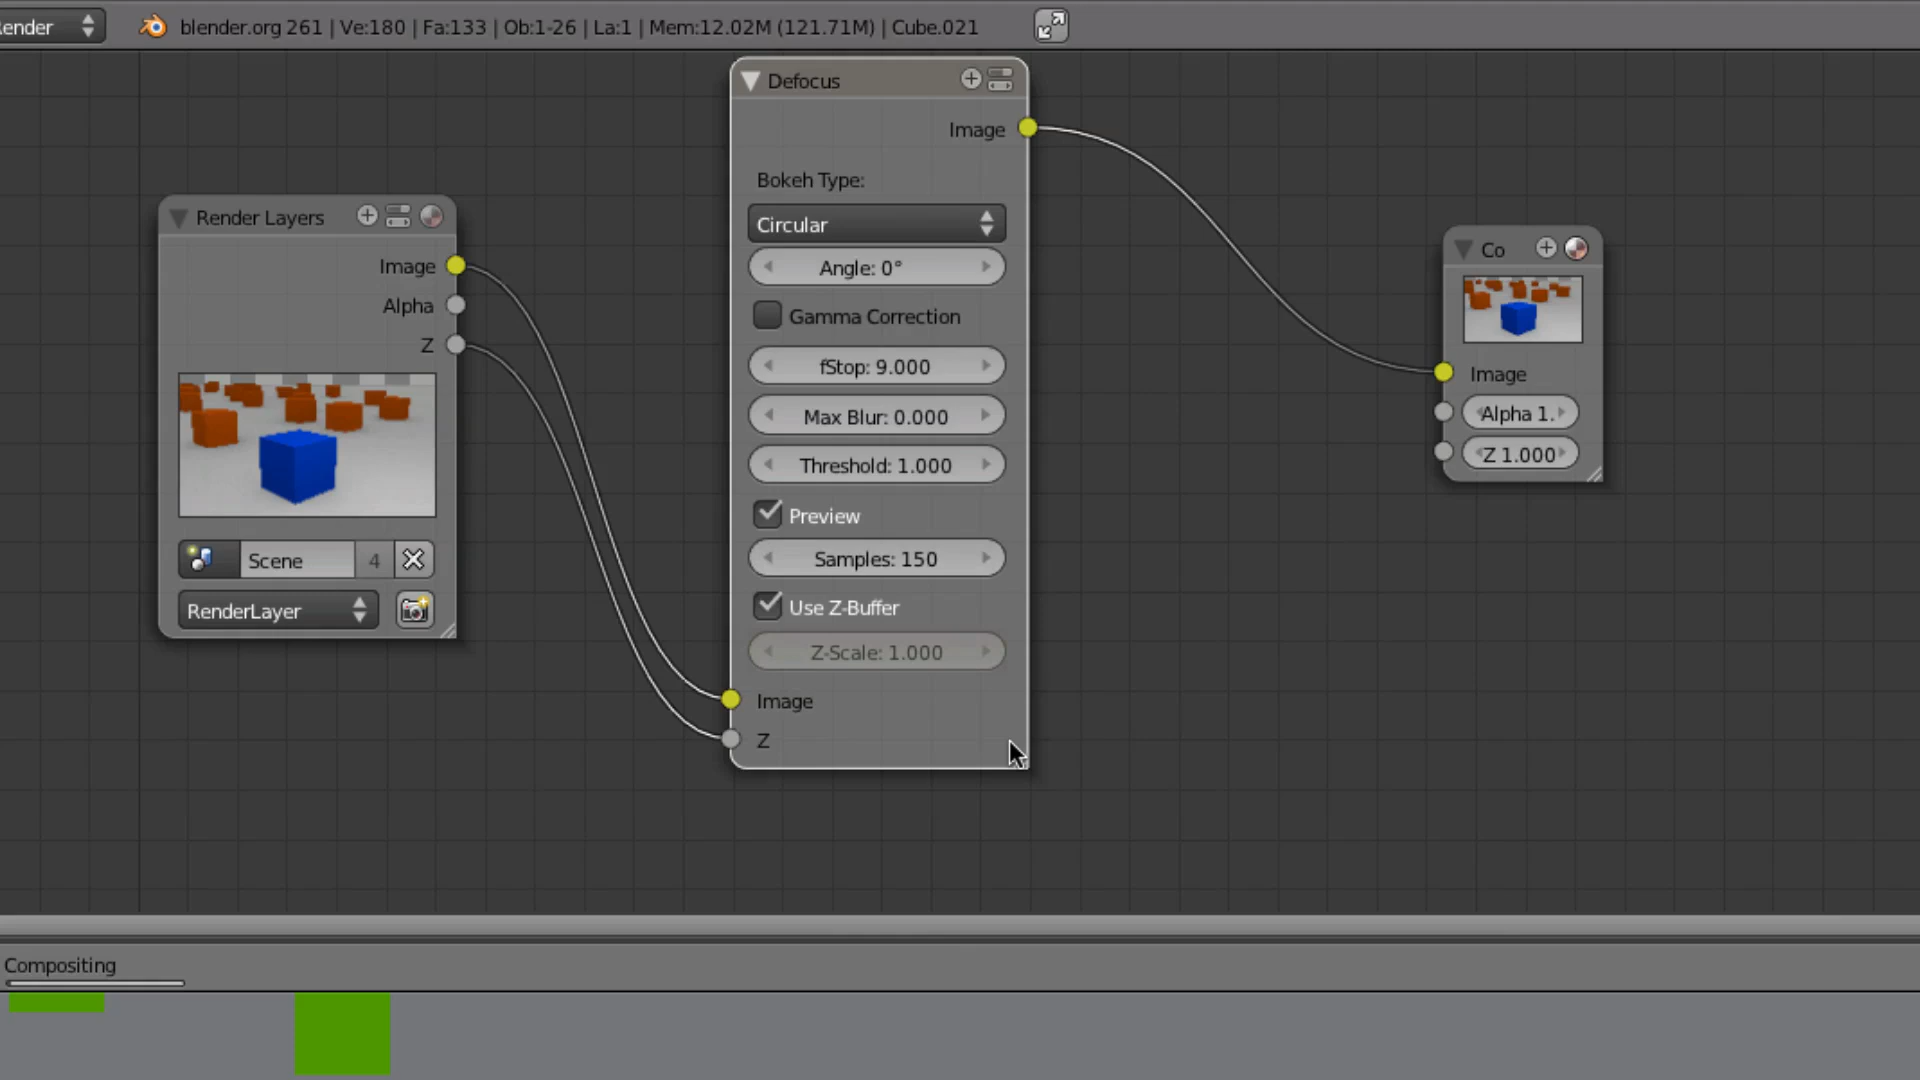 ender
blender.org 261 | Ve:180 | Fa:133 | Ob:1-26 | La:1 | Mem:12.02M (121.71M) | Cube.021
Defocus
Image
Bokeh Type:
Circular
Angle: 0°
Gamma Correction
fStop: 9.000
Max Blur: 0.000
Threshold: 1.000
Preview
Samples: 150
Use Z-Buffer
Z-Scale: 1.000
Image
Z
Render Layers
Image
Alpha
Z
Scene
4
RenderLayer
Co
Image
Alpha 1.
Z 1.000
Compositing